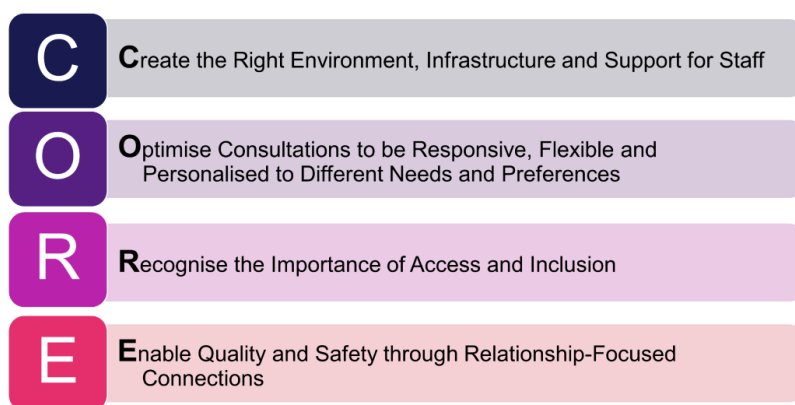 C
Create the Right Environment, Infrastructure and Support for Staff
O
Optimise Consultations to be Responsive, Flexible and
Personalised to Different Needs and Preferences
R
Recognise the Importance of Access and Inclusion
E
Enable Quality and Safety through Relationship-Focused
Connections